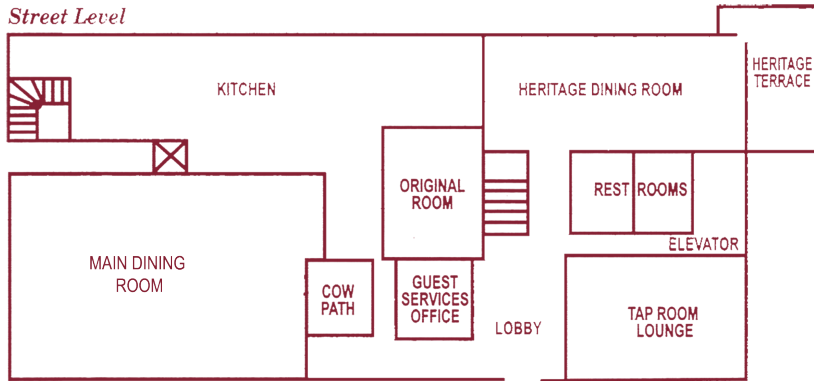 Street Level
KITCHEN
HERITAGE DINING ROOM
HERITAGE
TERRACE
ORIGINAL
ROOM
REST ROOMS
ELEVATOR
MAIN DINING
ROOM
COW
PATH
GUEST
SERVICES
OFFICE
LOBBY
TAP ROOM
LOUNGE